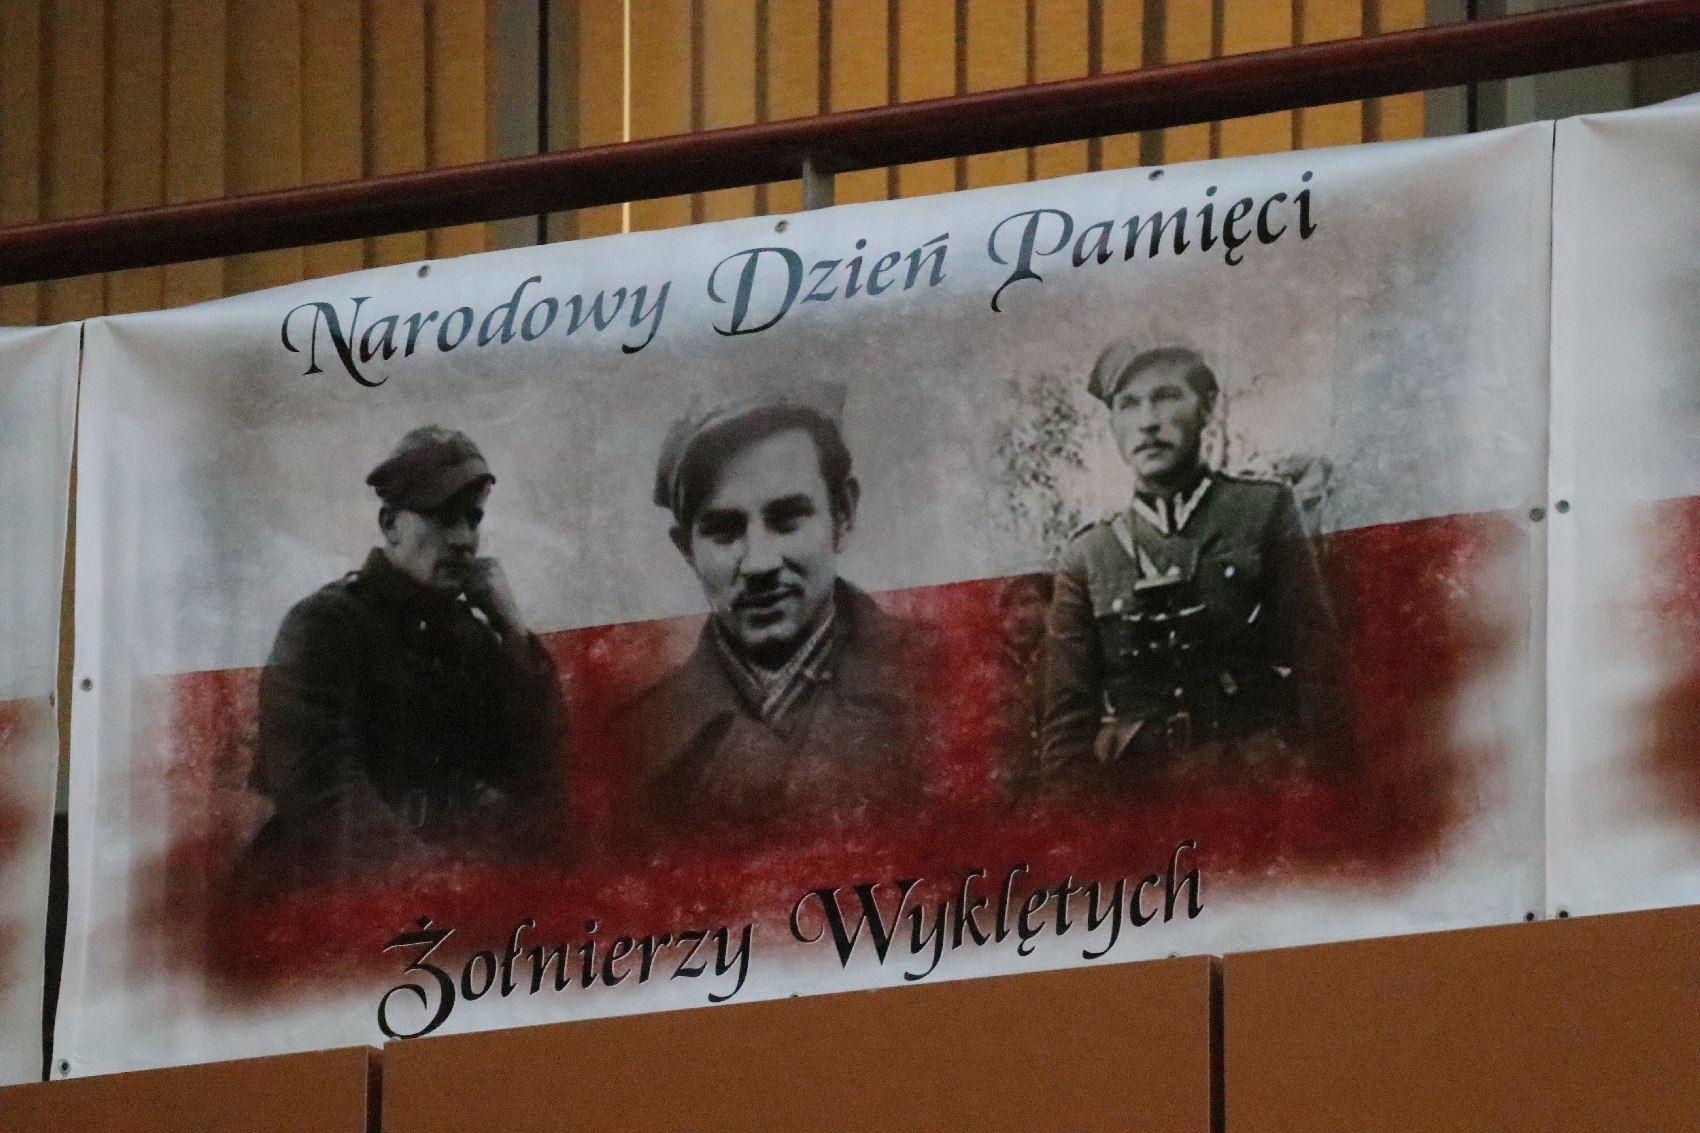 Narodowy Dzień Pamięci
Żołnierzy Wyklętych